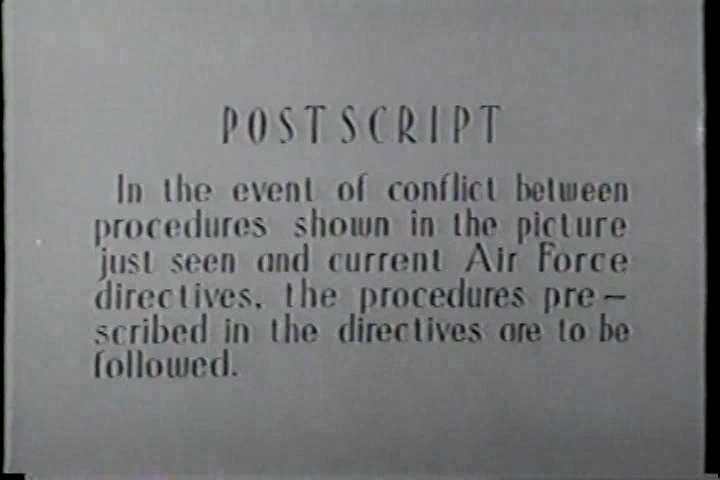 POSTSCRIPT
In the event of conflict between
procedures shown in the picture
just seen and current Air Force
directives, the procedures pre-
scribed in the directives are to be
followed.